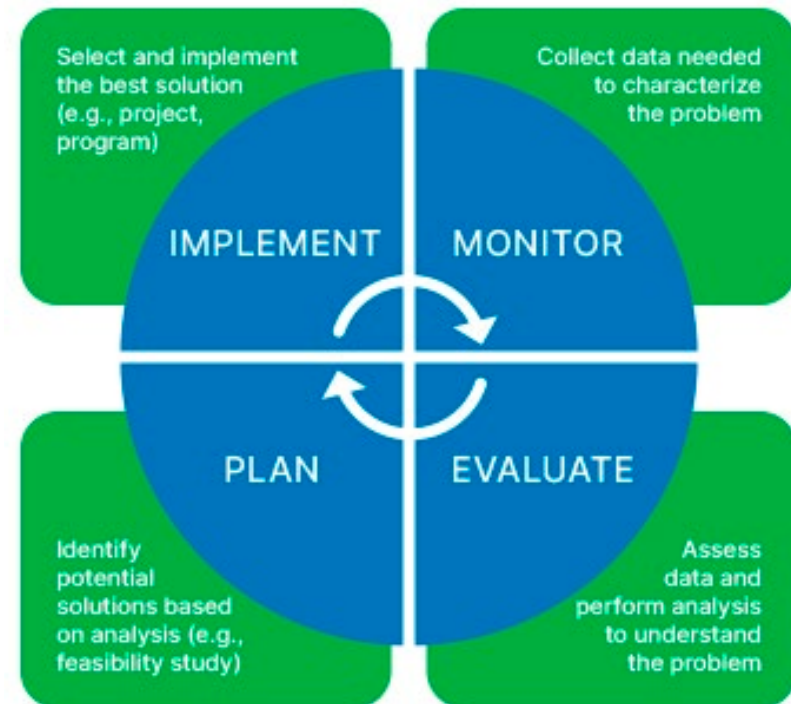 Select and implement
the best solution
(e.g., project,
program)
Collect data needed
to characterize
the problem
IMPLEMENT
MONITOR
PLAN
EVALUATE
Identify
potential
solutions based
on analysis (e.g.,
feasibility study)
Assess
data and
perform analysis
to understand
the problem